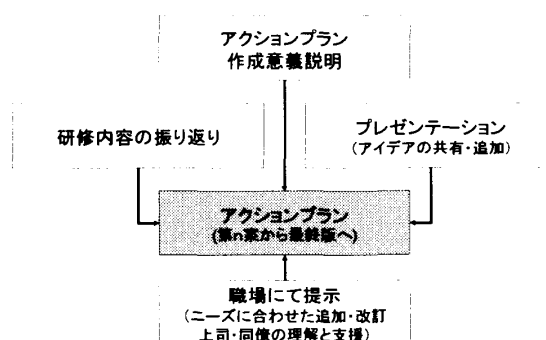 アクションプラン
作成意義説明
研修内容の振り返り
プレゼンテーション
(アイデアの共有・追加)
アクションプラン
(第n案から最終版へ)
職場にて提示
(ニーズに合わせた追加・改訂
上司・同僚の理解と支援)